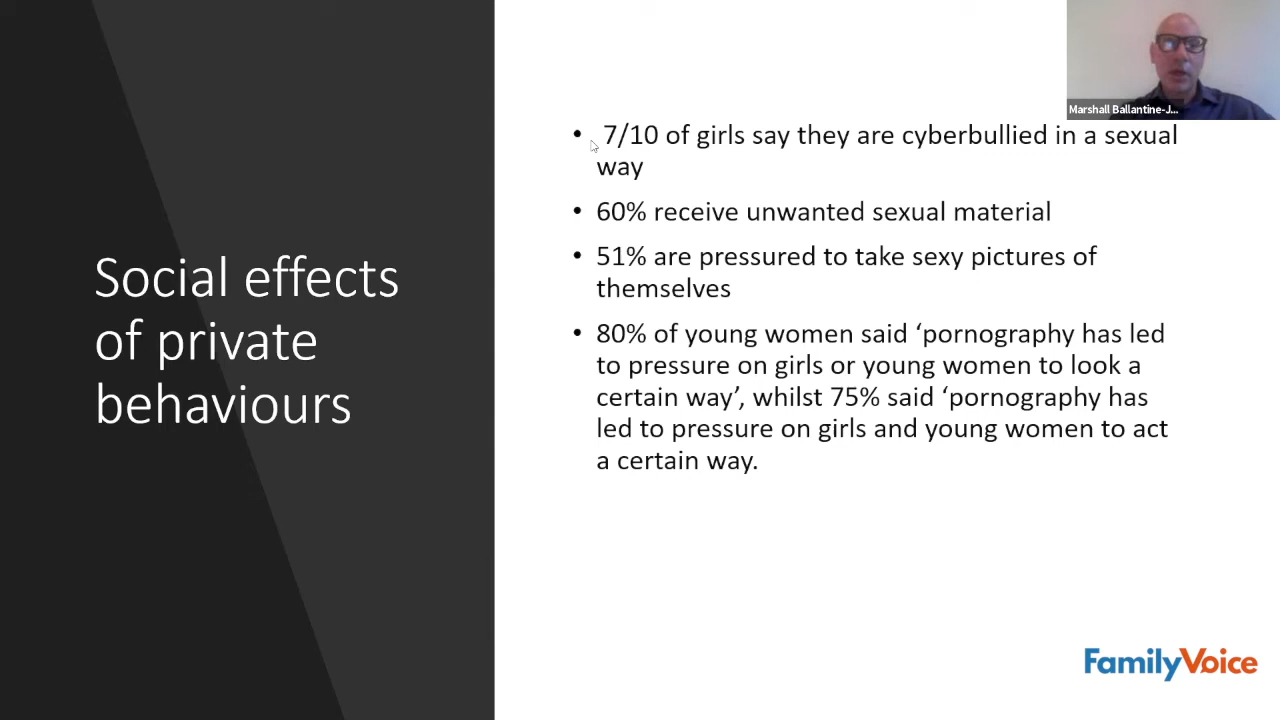 Marshall Ballantine-J...
• 7/10 of girls say they are cyberbullied in a sexual
way
• 60% receive unwanted sexual material
• 51% are pressured to take sexy pictures of
themselves
• 80% of young women said ‘pornography has led
to pressure on girls or young women to look a
certain way’, whilst 75% said ‘pornography has
led to pressure on girls and young women to act
a certain way.
Social effects
of private
behaviours
FamilyVoice